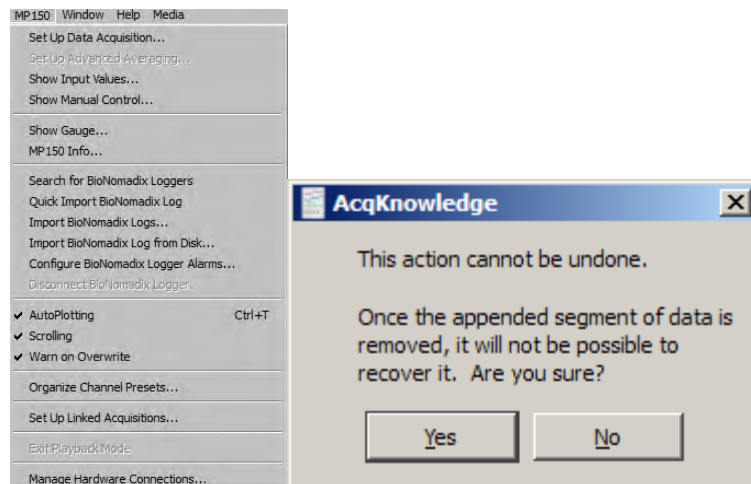 MP150 Window Help Media
Set Up Data Acquisition...
Set Up Advanced Averaging...
Show Input Values...
Show Manual Control...
Show Gauge...
MP150 Info...
Search for BioNomadix Loggers
Quick Import BioNomadix Log
Import BioNomadix Logs...
Import BioNomadix Log from Disk...
Configure BioNomadix Logger Alarms...
Disconnect BioNomadix Logger
AutoPlotting Ctrl+T
Scrolling
Warn on Overwrite
Organize Channel Presets...
Set Up Linked Acquisitions...
Exit Playback Mode
Manage Hardware Connections...
AcqKnowledge
This action cannot be undone.
Once the appended segment of data is
removed, it will not be possible to
recover it. Are you sure?
Yes No